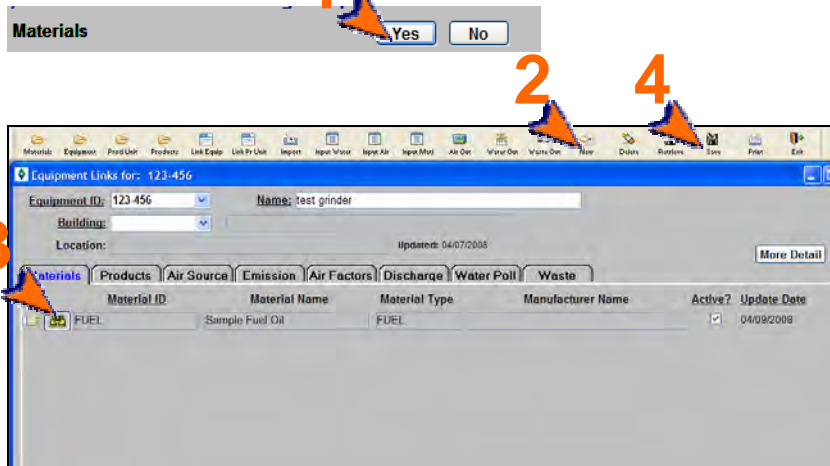 Materials Yes No
2 4
Materials Equipment Prod Unit Products Link Equip Link Pr Unit Import Input Water Input Air Input Matl Air Out Water Out Waste Out New Delete Retrieve Save Print Exit
Equipment Links for: 123-456
Equipment ID: 123-456 Name: test grinder
Building:
Location: Updated: 04/07/2008
More Detail
Materials Products Air Source Emission Air Factors Discharge Water Poll Waste
3
Material ID Material Name Material Type Manufacturer Name Active? Update Date
FUEL Sample Fuel Oil FUEL 04/09/2008